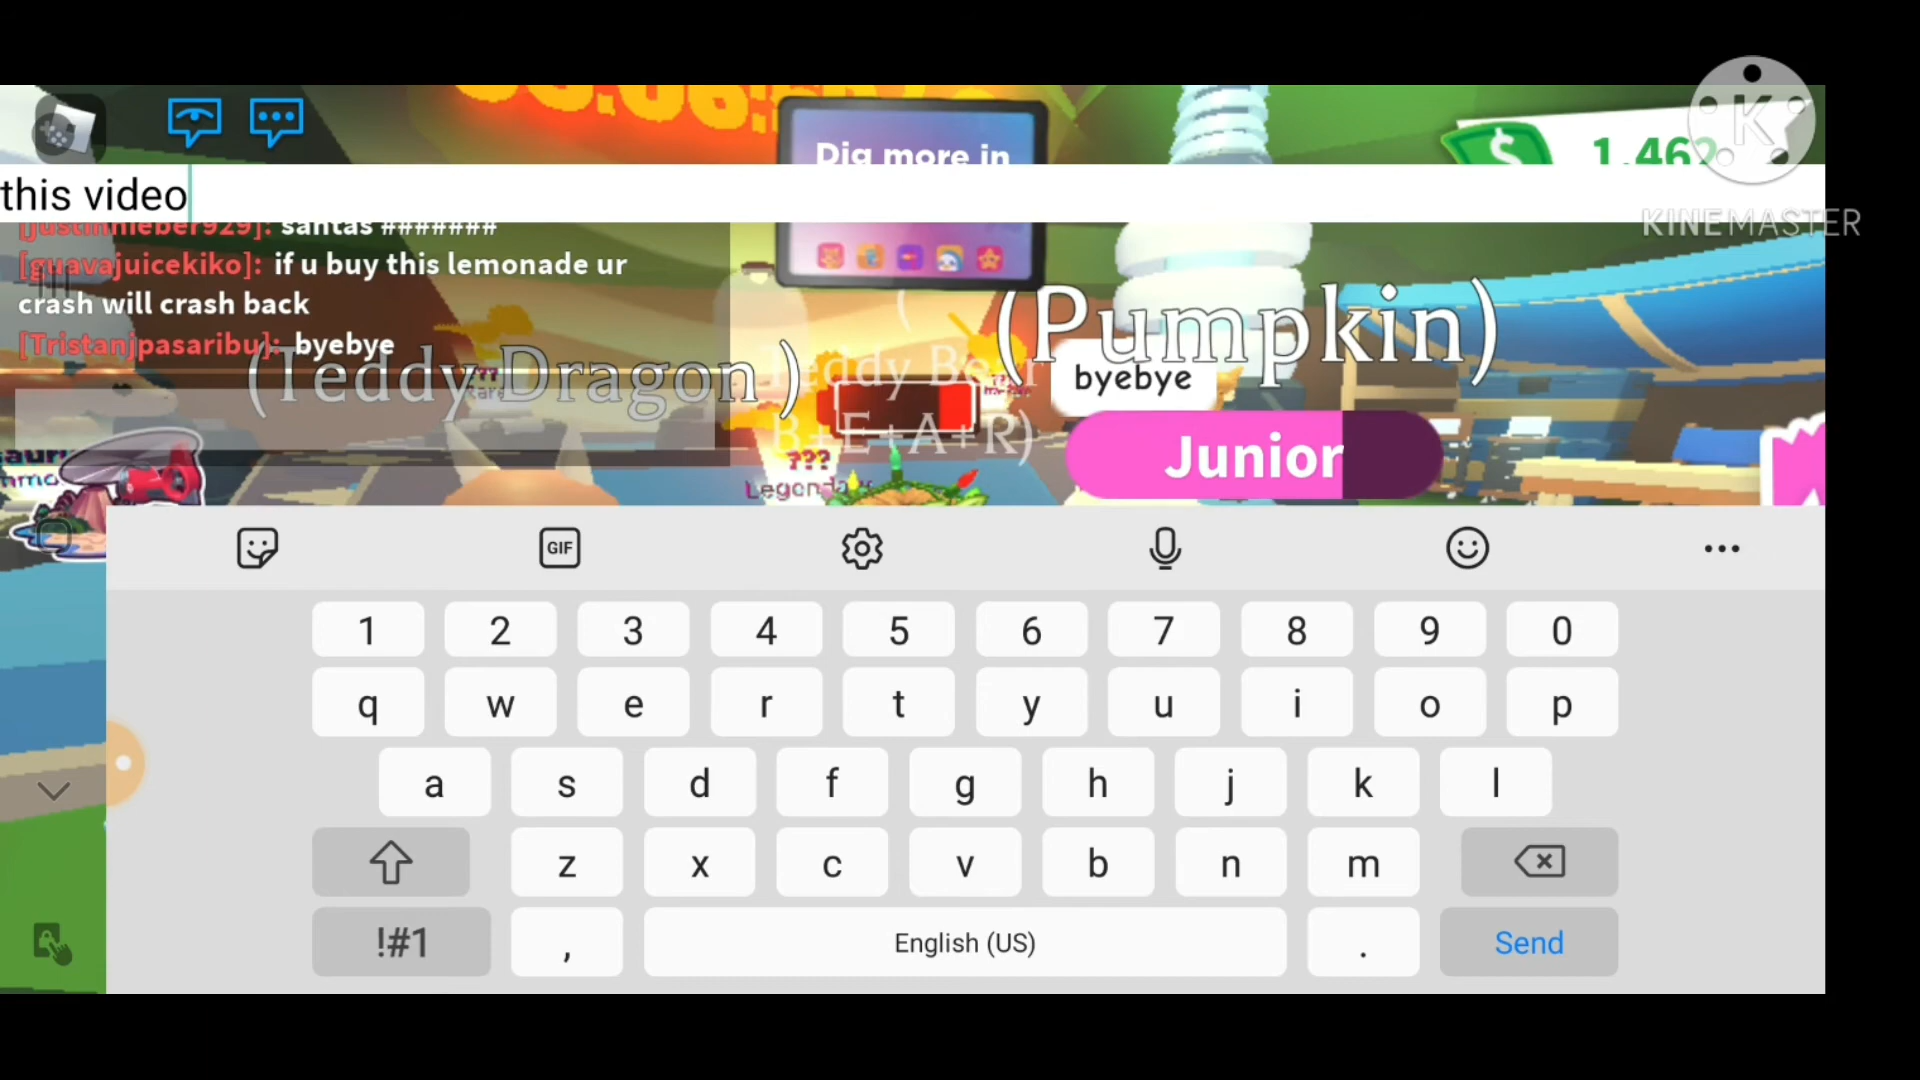 Dig more in
1,462
KINEMASTER
this video
[justinhieber929]: santas #######
[guavajuicekiko]: if u buy this lemonade ur
crash will crash back
[Tristanjpasaribu]: byebye
(Teddy Dragon)
(Pumpkin)
byebye
B+E+A+R)
Junior
???
GIF
1 2 3 4 5 6 7 8 9 0
q w e r t y u i o p
a s d f g h j k l
z x c v b n m
!#1 , English (US) . Send